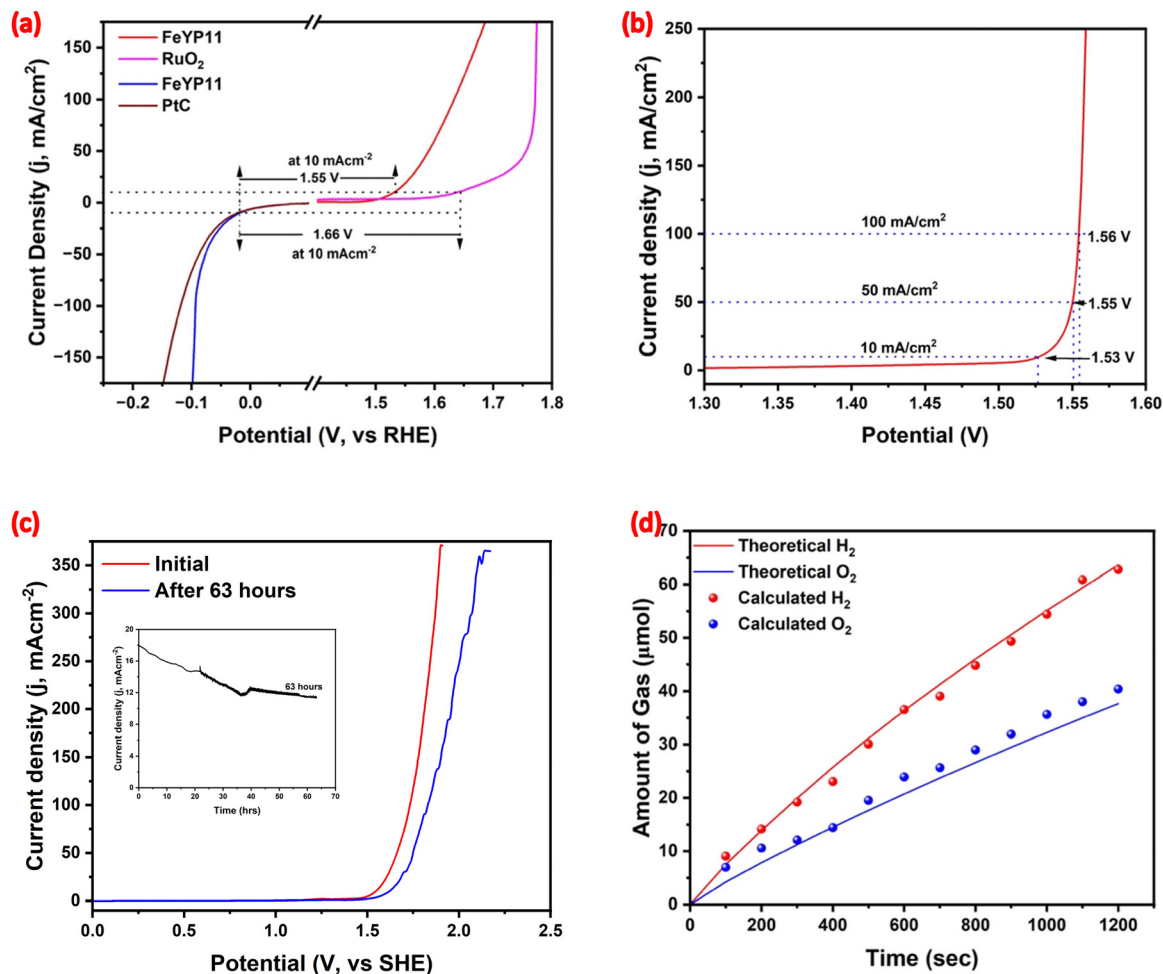 (a)
FeYP11
RuO₂
FeYP11
PtC
at 10 mAcm⁻²
1.55 V
1.66 V
at 10 mAcm⁻²
150
100
50
0
−50
−100
−150
−0.2
−0.1
0.0
1.5
1.6
1.7
1.8
Current Density (j, mA/cm²)
Potential (V, vs RHE)
(b)
250
200
150
100
50
0
100 mA/cm²
1.56 V
50 mA/cm²
1.55 V
10 mA/cm²
1.53 V
1.30
1.35
1.40
1.45
1.50
1.55
1.60
Current density (j, mA/cm²)
Potential (V)
(c)
Initial
After 63 hours
350
300
250
200
150
100
50
0
0.0
0.5
1.0
1.5
2.0
2.5
Current density (j, mAcm⁻²)
Potential (V, vs SHE)
20
16
12
8
4
0
63 hours
0
10
20
30
40
50
60
70
Current density (j, mAcm⁻²)
Time (hrs)
(d)
Theoretical H₂
Theoretical O₂
Calculated H₂
Calculated O₂
70
60
50
40
30
20
10
0
0
200
400
600
800
1000
1200
Amount of Gas (μmol)
Time (sec)